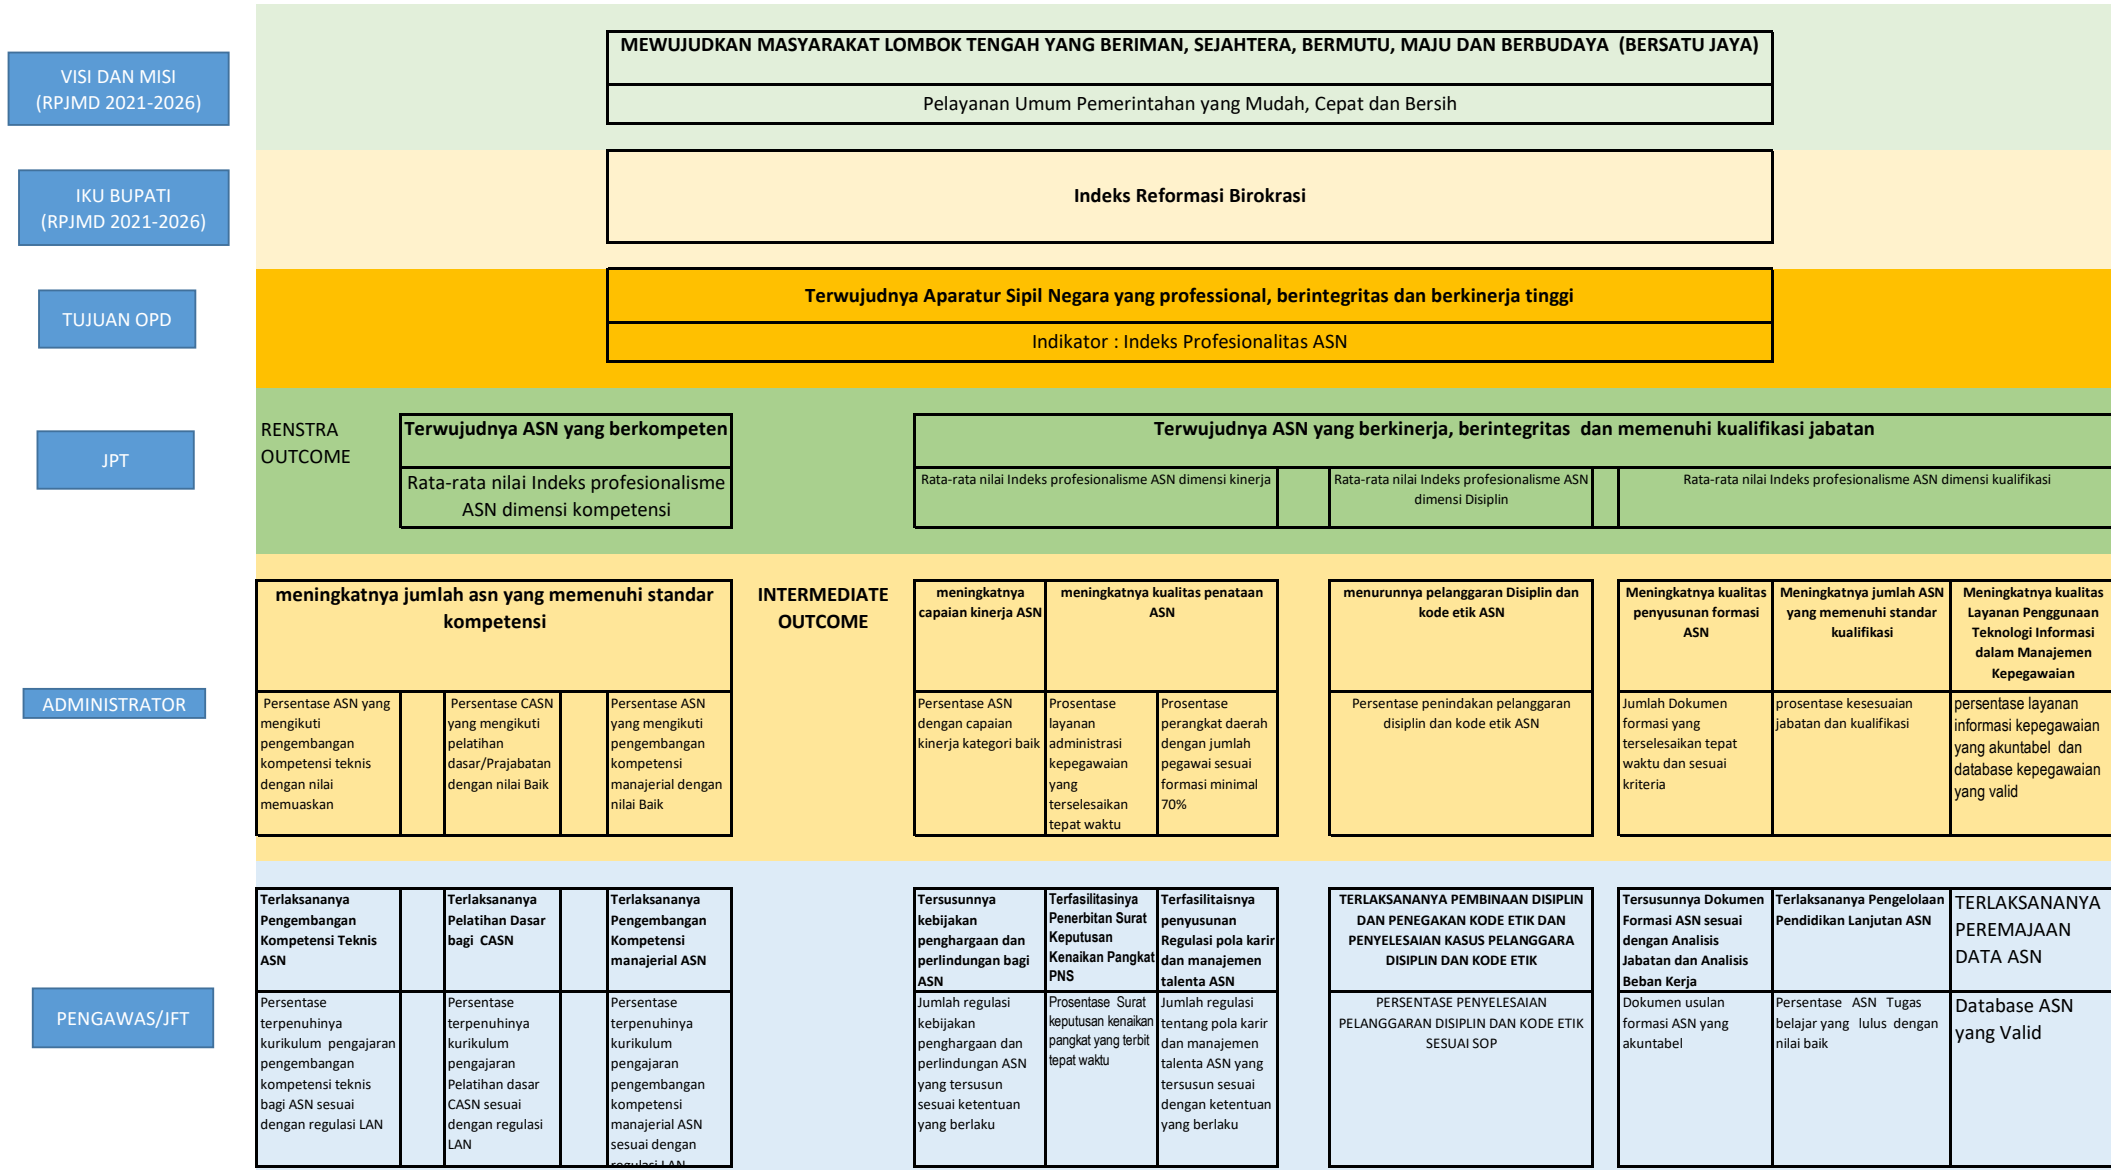 VISI DAN MISI
(RPJMD 2021-2026)
MEWUJUDKAN MASYARAKAT LOMBOK TENGAH YANG BERIMAN, SEJAHTERA, BERMUTU, MAJU DAN BERBUDAYA (BERSATU JAYA)
Pelayanan Umum Pemerintahan yang Mudah, Cepat dan Bersih
IKU BUPATI
(RPJMD 2021-2026)
Indeks Reformasi Birokrasi
TUJUAN OPD
Terwujudnya Aparatur Sipil Negara yang professional, berintegritas dan berkinerja tinggi
Indikator : Indeks Profesionalitas ASN
JPT
RENSTRA
OUTCOME
Terwujudnya ASN yang berkompeten
Rata-rata nilai Indeks profesionalisme
ASN dimensi kompetensi
Terwujudnya ASN yang berkinerja, berintegritas dan memenuhi kualifikasi jabatan
Rata-rata nilai Indeks profesionalisme ASN dimensi kinerja
Rata-rata nilai Indeks profesionalisme ASN
dimensi Disiplin
Rata-rata nilai Indeks profesionalisme ASN dimensi kualifikasi
ADMINISTRATOR
meningkatnya jumlah asn yang memenuhi standar
kompetensi
INTERMEDIATE
OUTCOME
meningkatnya
capaian kinerja ASN
meningkatnya kualitas penataan
ASN
menurunnya pelanggaran Disiplin dan
kode etik ASN
Meningkatnya kualitas
penyusunan formasi
ASN
Meningkatnya jumlah ASN
yang memenuhi standar
kualifikasi
Meningkatnya kualitas
Layanan Penggunaan
Teknologi Informasi
dalam Manajemen
Kepegawaian
Persentase ASN yang
mengikuti
pengembangan
kompetensi teknis
dengan nilai
memuaskan
Persentase CASN
yang mengikuti
pelatihan
dasar/Prajabatan
dengan nilai Baik
Persentase ASN
yang mengikuti
pengembangan
kompetensi
manajerial dengan
nilai Baik
Persentase ASN
dengan capaian
kinerja kategori baik
Prosentase
layanan
administrasi
kepegawaian
yang
terselesaikan
tepat waktu
Prosentase
perangkat daerah
dengan jumlah
pegawai sesuai
formasi minimal
70%
Persentase penindakan pelanggaran
disiplin dan kode etik ASN
Jumlah Dokumen
formasi yang
terselesaikan tepat
waktu dan sesuai
kriteria
prosentase kesesuaian
jabatan dan kualifikasi
persentase layanan
informasi kepegawaian
yang akuntabel dan
database kepegawaian
yang valid
PENGAWAS/JFT
Terlaksananya
Pengembangan
Kompetensi Teknis
ASN
Terlaksananya
Pelatihan Dasar
bagi CASN
Terlaksananya
Pengembangan
Kompetensi
manajerial ASN
Tersusunnya
kebijakan
penghargaan dan
perlindungan bagi
ASN
Terfasilitasinya
Penerbitan Surat
Keputusan
Kenaikan Pangkat
PNS
Terfasilitaisnya
penyusunan
Regulasi pola karir
dan manajemen
talenta ASN
TERLAKSANANYA PEMBINAAN DISIPLIN
DAN PENEGAKAN KODE ETIK DAN
PENYELESAIAN KASUS PELANGGARA
DISIPLIN DAN KODE ETIK
Tersusunnya Dokumen
Formasi ASN sesuai
dengan Analisis
Jabatan dan Analisis
Beban Kerja
Terlaksananya Pengelolaan
Pendidikan Lanjutan ASN
TERLAKSANANYA
PEREMAJAAN
DATA ASN
Persentase
terpenuhinya
kurikulum pengajaran
pengembangan
kompetensi teknis
bagi ASN sesuai
dengan regulasi LAN
Persentase
terpenuhinya
kurikulum
pengajaran
Pelatihan dasar
CASN sesuai
dengan regulasi
LAN
Persentase
terpenuhinya
kurikulum
pengajaran
pengembangan
kompetensi
manajerial ASN
sesuai dengan
regulasi LAN
Jumlah regulasi
kebijakan
penghargaan dan
perlindungan ASN
yang tersusun
sesuai ketentuan
yang berlaku
Prosentase Surat
keputusan kenaikan
pangkat yang terbit
tepat waktu
Jumlah regulasi
tentang pola karir
dan manajemen
talenta ASN yang
tersusun sesuai
dengan ketentuan
yang berlaku
PERSENTASE PENYELESAIAN
PELANGGARAN DISIPLIN DAN KODE ETIK
SESUAI SOP
Dokumen usulan
formasi ASN yang
akuntabel
Persentase ASN Tugas
belajar yang lulus dengan
nilai baik
Database ASN
yang Valid